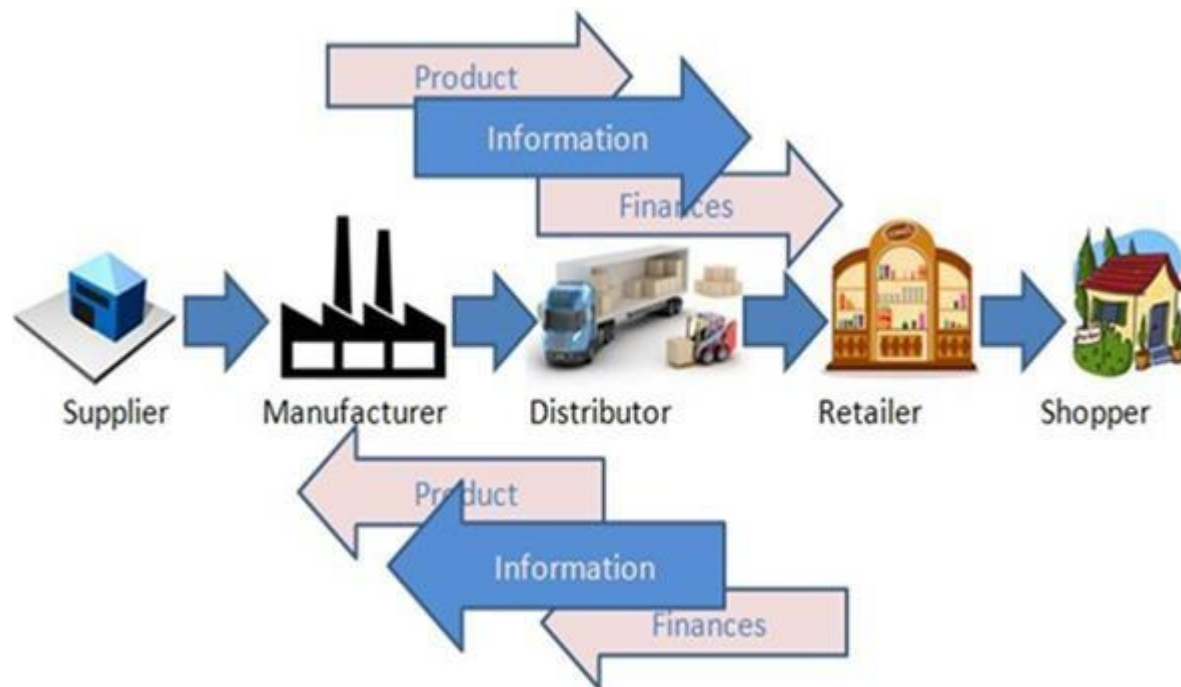 Product
Information
Finances
Supplier Manufacturer Distributor Retailer Shopper
Product
Information
Finances